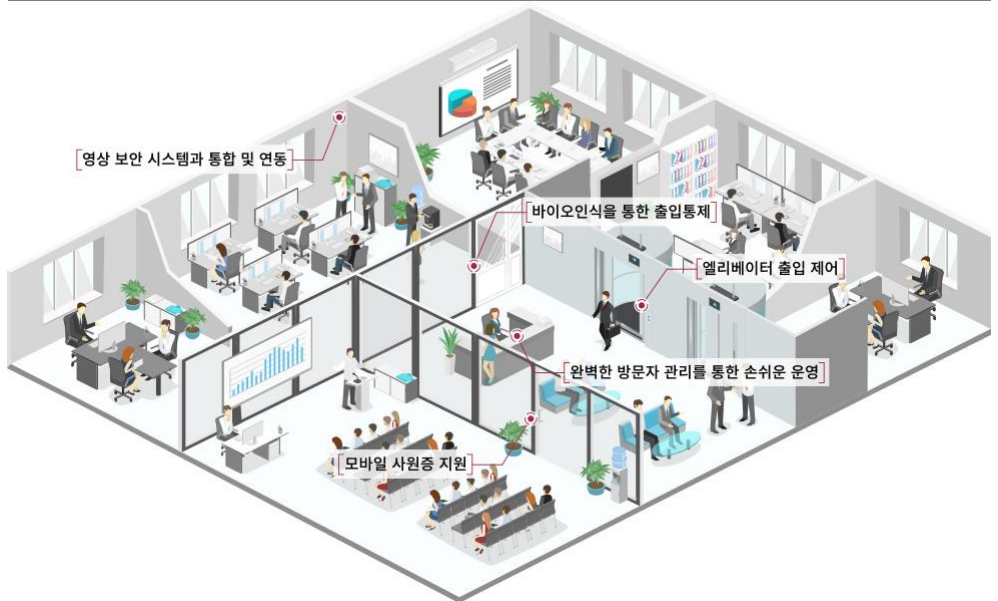 영상 보안 시스템과 통합 및 연동
바이오인식을 통한 출입통제
엘리베이터 출입 제어
완벽한 방문자 관리를 통한 손쉬운 운영
모바일 사원증 지원